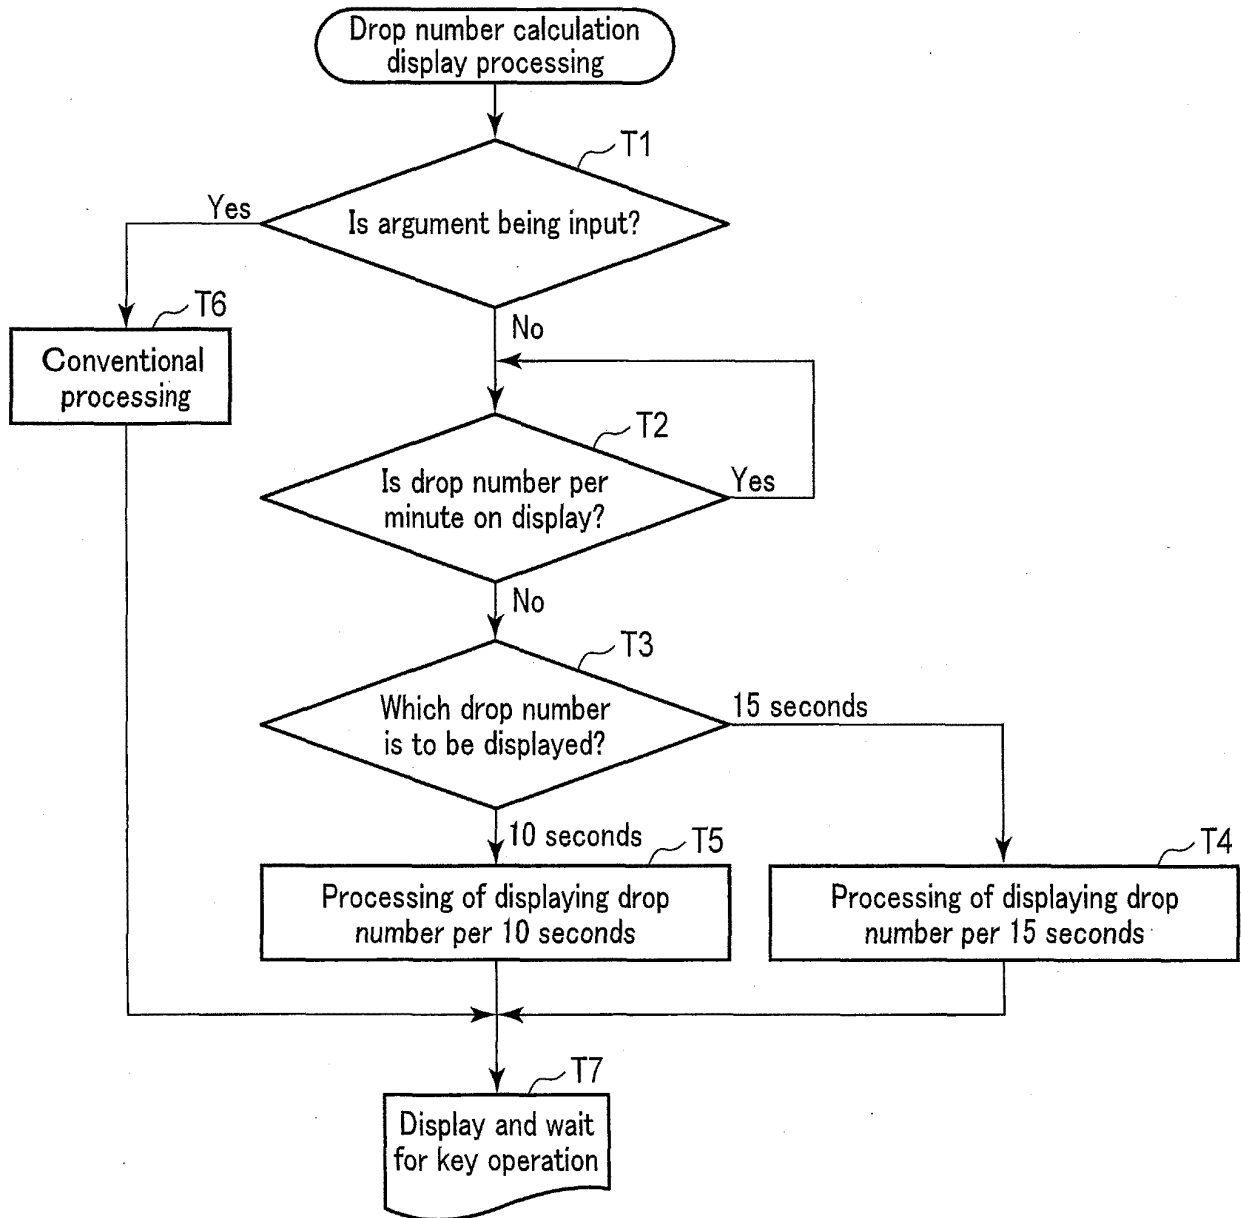 Drop number calculation
display processing
T1
Yes
Is argument being input?
T6
No
Conventional
processing
T2
Is drop number per
minute on display?
Yes
No
T3
Which drop number
is to be displayed?
15 seconds
10 seconds
T5
T4
Processing of displaying drop
number per 10 seconds
Processing of displaying drop
number per 15 seconds
T7
Display and wait
for key operation